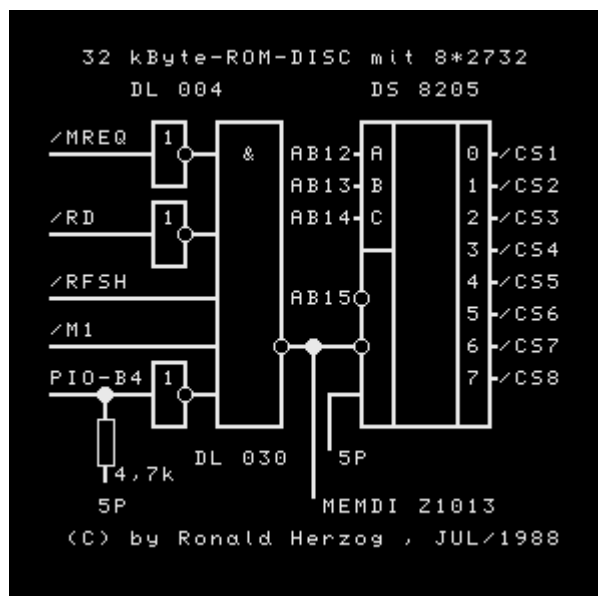 32 kByte-ROM-DISC mit 8*2732
DL 004 DS 8205
/MREQ 1 & AB12 A 0 /CS1
AB13 B 1 /CS2
/RD 1 AB14 C 2 /CS3
3 /CS4
/RFSH AB15 4 /CS5
/M1 5 /CS6
6 /CS7
PIO-B4 1 7 /CS8
4,7k DL 030 5P
5P MEMDI Z1013
(C) by Ronald Herzog , JUL/1988